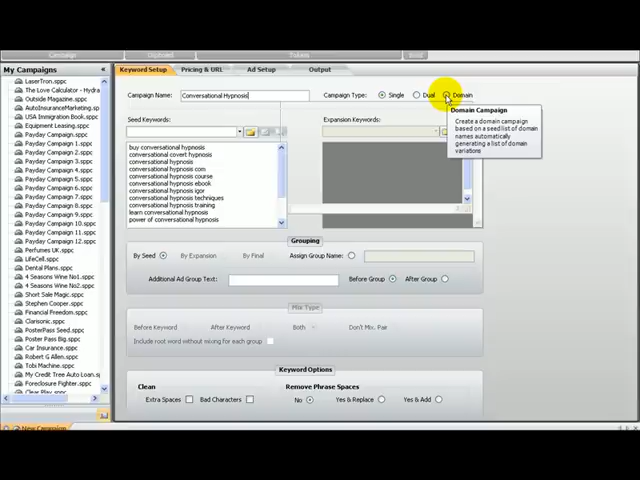 Campaign
Clipboard
Trackers
Build
My Campaigns
LaserTron.sppc
The Love Calculator - Hydra
Outside Magazine.sppc
AutoInsuranceMarketing.sp
USA Immigration Book.sppc
Payday Campaign.sppc
Payday Campaign 1.sppc
Payday Campaign 2.sppc
Payday Campaign 3.sppc
Payday Campaign 4.sppc
Payday Campaign 5.sppc
Payday Campaign 6.sppc
Payday Campaign 7.sppc
Payday Campaign 8.sppc
Payday Campaign 9.sppc
Payday Campaign 10.sppc
Payday Campaign 11.sppc
Payday Campaign 12.sppc
Perfumes UK.sppc
LifeCell.sppc
Dental Plans.sppc
4 Seasons Wine No1.sppc
4 Seasons Wine No2.sppc
Short Sale Magic.sppc
Stephen Cooper.sppc
Financial Freedom.sppc
Clarisonic.sppc
PosterPass Seed.sppc
Poster Pass Big.sppc
Car Insurance.sppc
Robert G Allen.sppc
Tobi Machine.sppc
My Credit Tree Auto Loan.
Foreclosure Fighter.sppc
Clear Play.sppc
New Campaign
Keyword Setup
Pricing & URL
Ad Setup
Output
Campaign Name:
Conversational Hypnosis
Campaign Type:
Single
Dual
Domain
Domain Campaign
Create a domain campaign
based on a seed list of domain
names automatically
generating a list of domain
variations
Seed Keywords:
Expansion Keywords:
buy conversational hypnosis
conversational covert hypnosis
conversational hypnosis
conversational hypnosis com
conversational hypnosis course
conversational hypnosis ebook
conversational hypnosis igor
conversational hypnosis techniques
conversational hypnosis training
learn conversational hypnosis
power of conversational hypnosis
Grouping
By Seed
By Expansion
By Final
Assign Group Name:
Additional Ad Group Text:
Before Group
After Group
Mix Type
Before Keyword
After Keyword
Both
Don't Mix, Pair
Include root word without mixing for each group
Keyword Options
Clean
Remove Phrase Spaces
Extra Spaces
Bad Characters
No
Yes & Replace
Yes & Add